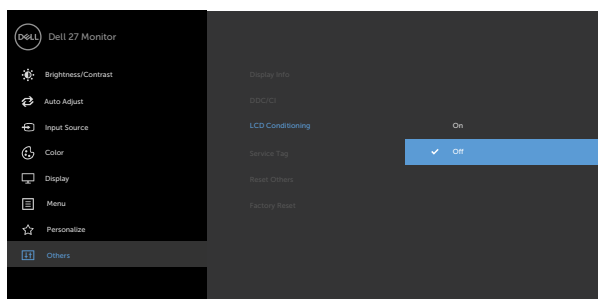 DELL
Dell 27 Monitor
Brightness/Contrast
Auto Adjust
Input Source
Color
Display
Menu
Personalize
Others
Display Info
DDC/CI
LCD Conditioning
On
Off
Service Tag
Reset Others
Factory Reset